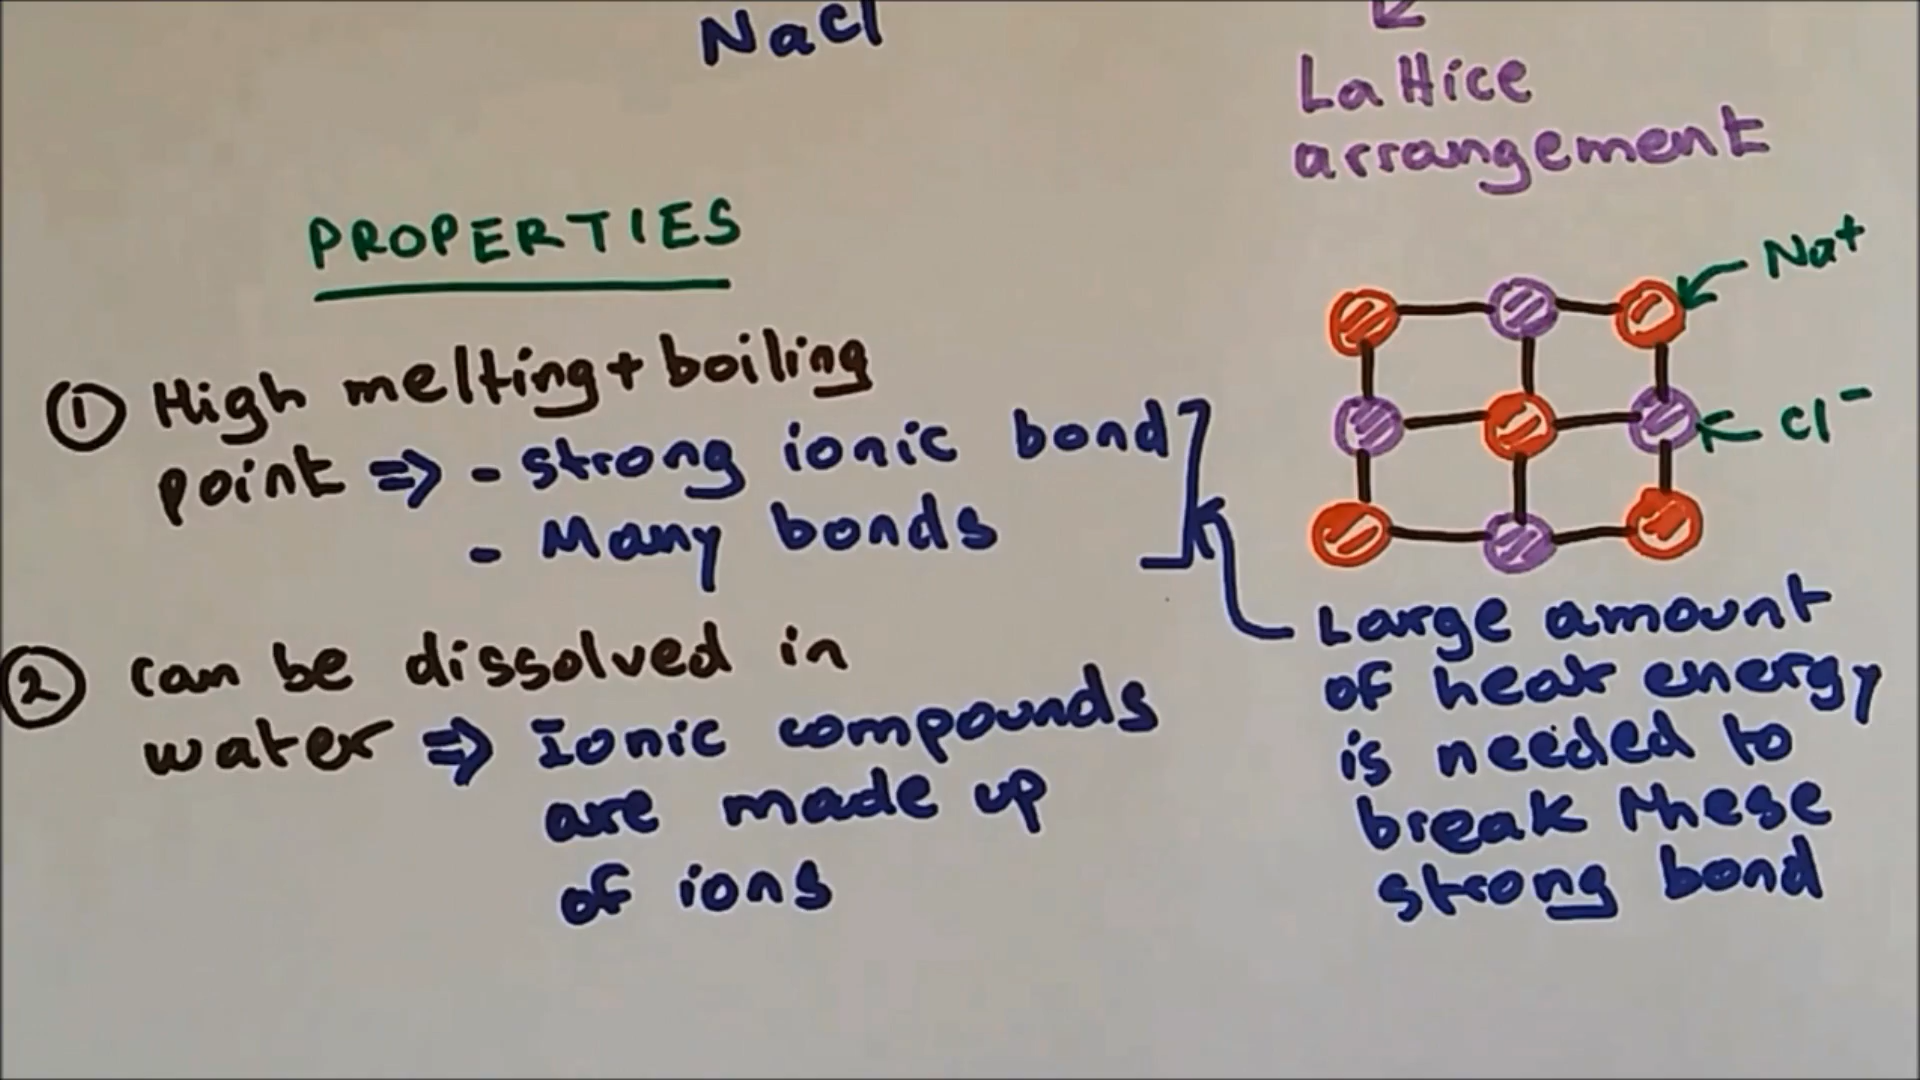 NaCl
Lattice
arrangement
PROPERTIES
Na+
① High melting + boiling
point => - strong ionic bond
- Many bonds
Cl-
② can be dissolved in
water => Ionic compounds
are made up
of ions
Large amount
of heat energy
is needed to
break these
strong bond